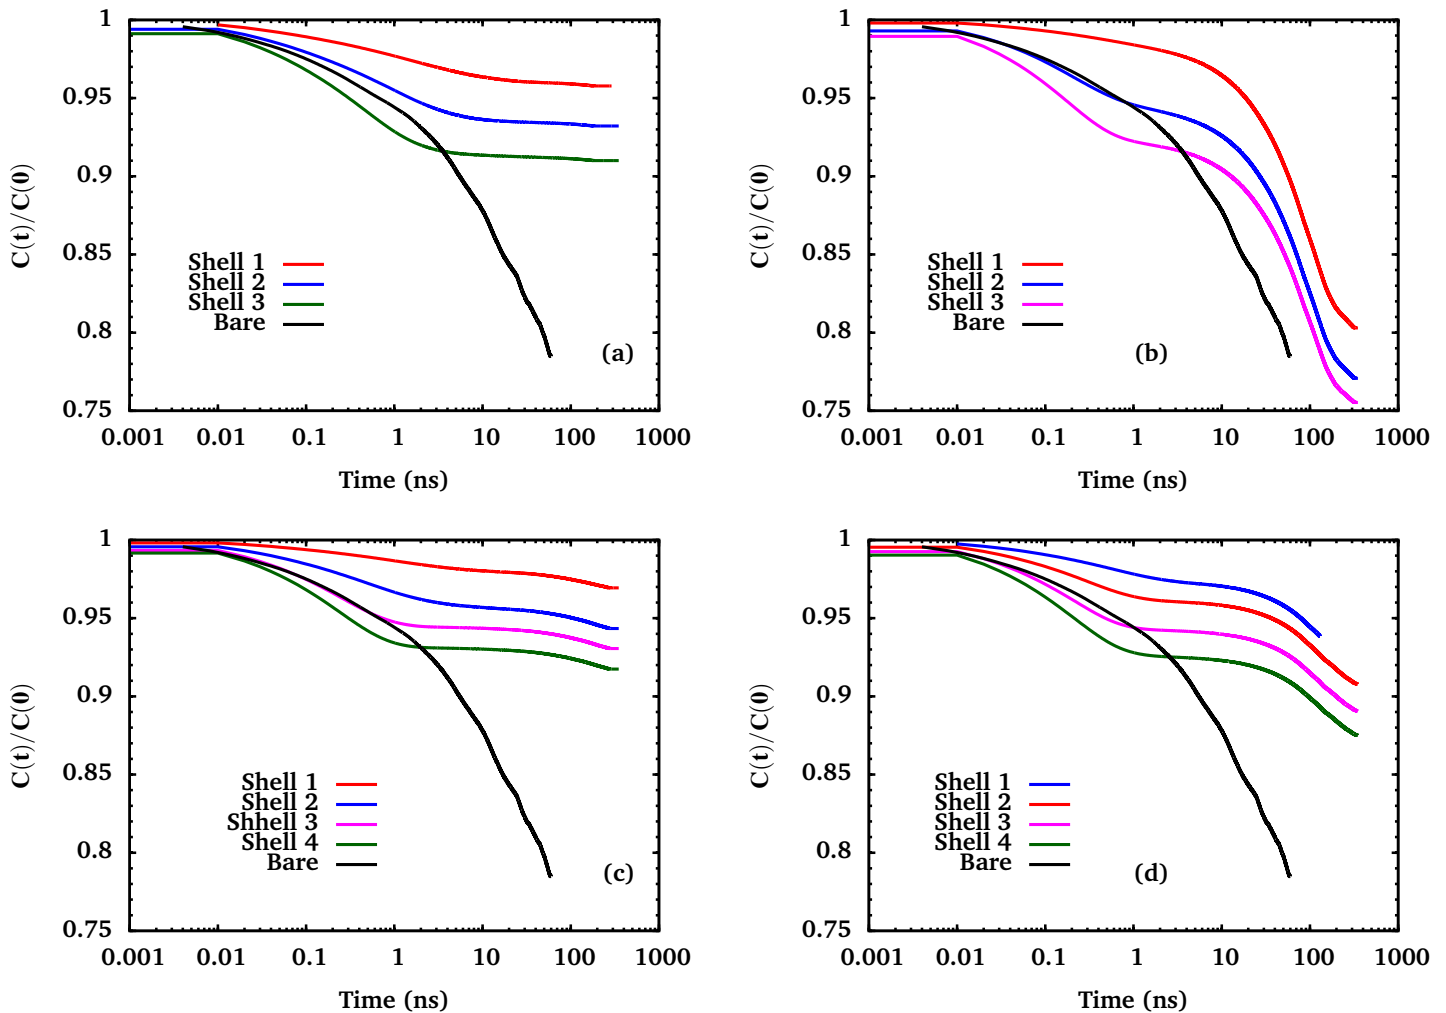 1
0.95
0.9
0.85
0.8
0.75
C(t)/C(0)
Shell 1
Shell 2
Shell 3
Bare
(a)
0.001 0.01 0.1 1 10 100 1000
Time (ns)
1
0.95
0.9
0.85
0.8
0.75
C(t)/C(0)
Shell 1
Shell 2
Shell 3
Bare
(b)
0.001 0.01 0.1 1 10 100 1000
Time (ns)
1
0.95
0.9
0.85
0.8
0.75
C(t)/C(0)
Shell 1
Shell 2
Shhell 3
Shell 4
Bare
(c)
0.001 0.01 0.1 1 10 100 1000
Time (ns)
1
0.95
0.9
0.85
0.8
0.75
C(t)/C(0)
Shell 1
Shell 2
Shell 3
Shell 4
Bare
(d)
0.001 0.01 0.1 1 10 100 1000
Time (ns)